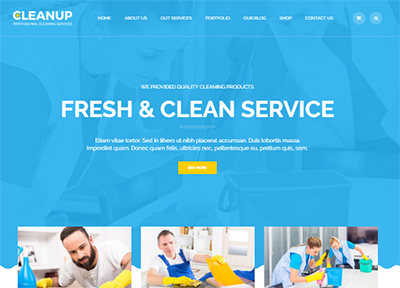 CLEANUP
PROFESSIONAL CLEANING SERVICES
HOME ABOUT US OUR SERVICES PORTFOLIO OUR BLOG SHOP CONTACT US
WE PROVIDED QUALITY CLEANING PRODUCTS
FRESH & CLEAN SERVICE
Etiam vitae tortor. Sed in libero ut nibh placerat accumsan. Duis lobortis massa
imperdiet quam. Donec quam felis, ultricies nec, pellentesque eu, pretium quis, sem.
SEE NOW